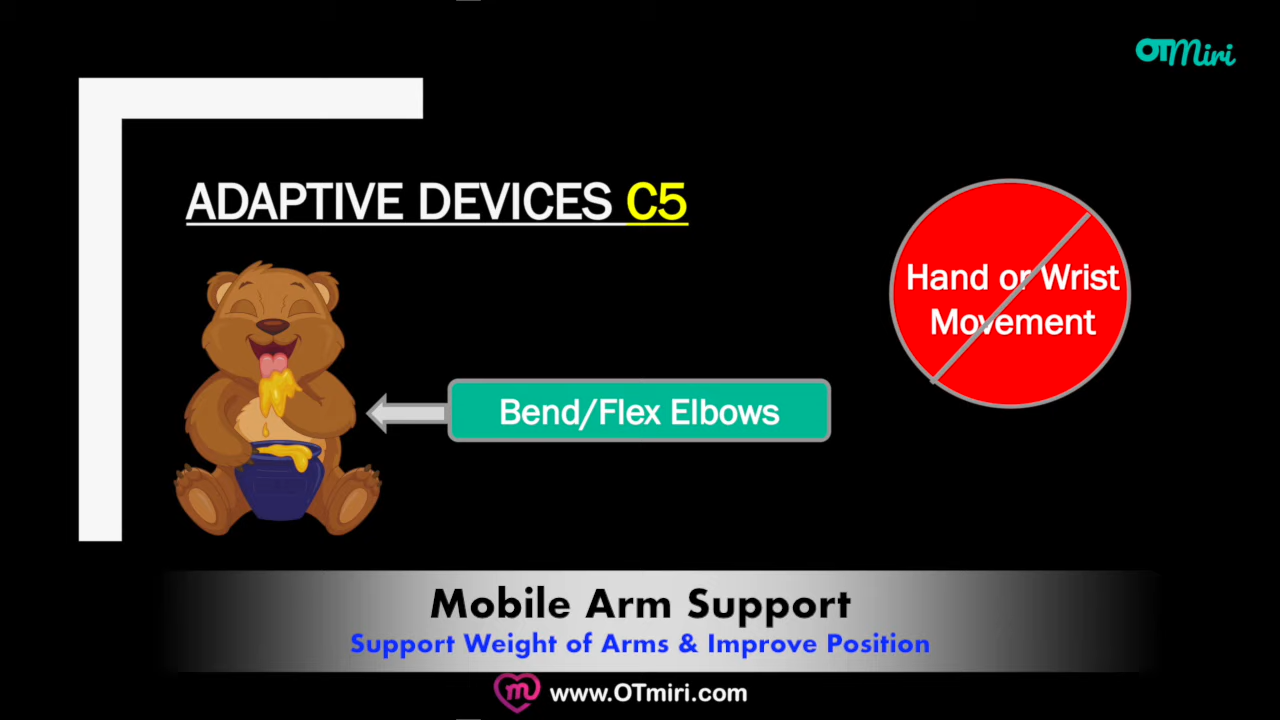 OTMiri
ADAPTIVE DEVICES C5
Hand or Wrist
Movement
Bend/Flex Elbows
Mobile Arm Support
Support Weight of Arms & Improve Position
m www.OTmiri.com